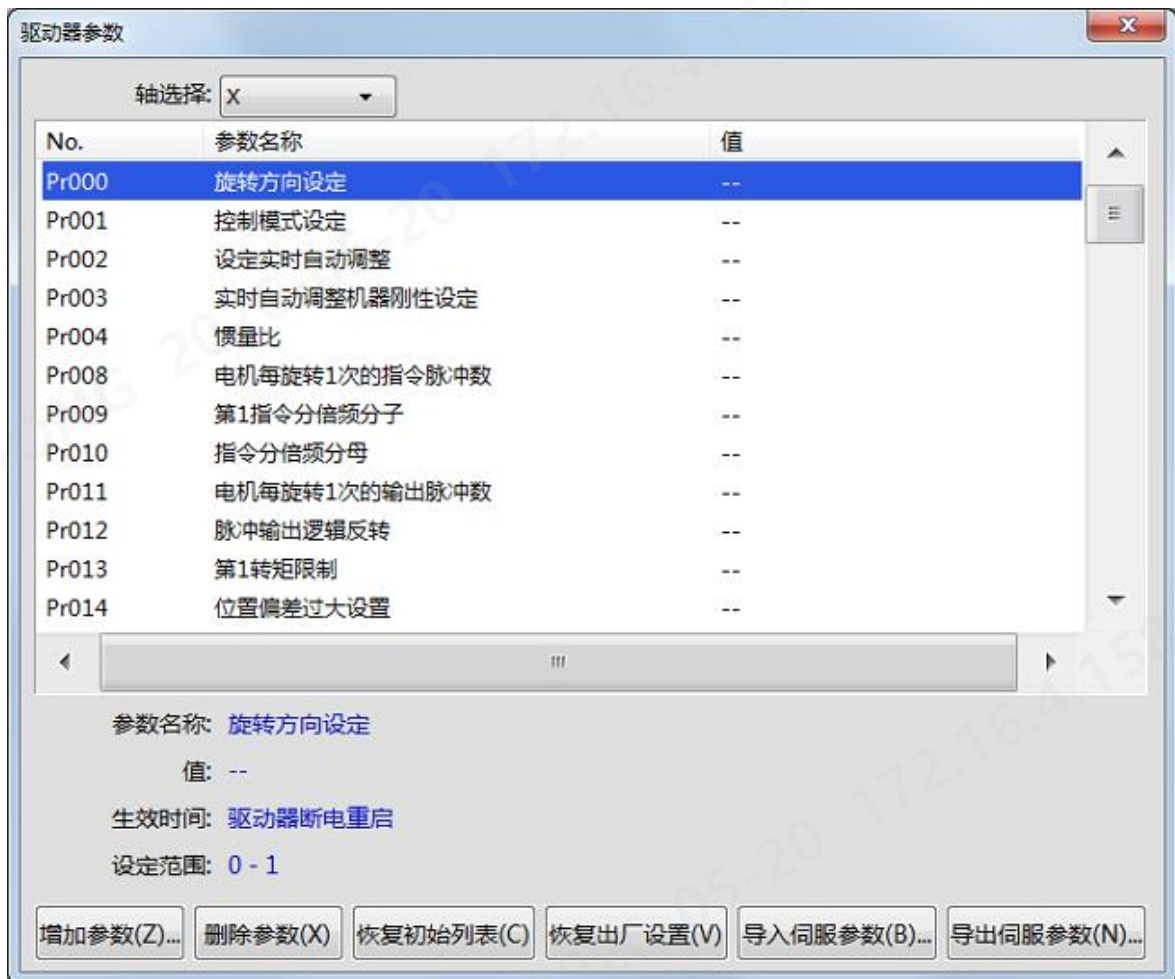 驱动器参数
轴选择: X
No. 参数名称 值
Pr000 旋转方向设定 --
Pr001 控制模式设定 --
Pr002 设定实时自动调整 --
Pr003 实时自动调整机器刚性设定 --
Pr004 惯量比 --
Pr008 电机每旋转1次的指令脉冲数 --
Pr009 第1指令分倍频分子 --
Pr010 指令分倍频分母 --
Pr011 电机每旋转1次的输出脉冲数 --
Pr012 脉冲输出逻辑反转 --
Pr013 第1转矩限制 --
Pr014 位置偏差过大设置 --
参数名称: 旋转方向设定
值: --
生效时间: 驱动器断电重启
设定范围: 0 - 1
增加参数(Z)... 删除参数(X) 恢复初始列表(C) 恢复出厂设置(V) 导入伺服参数(B)... 导出伺服参数(N)...